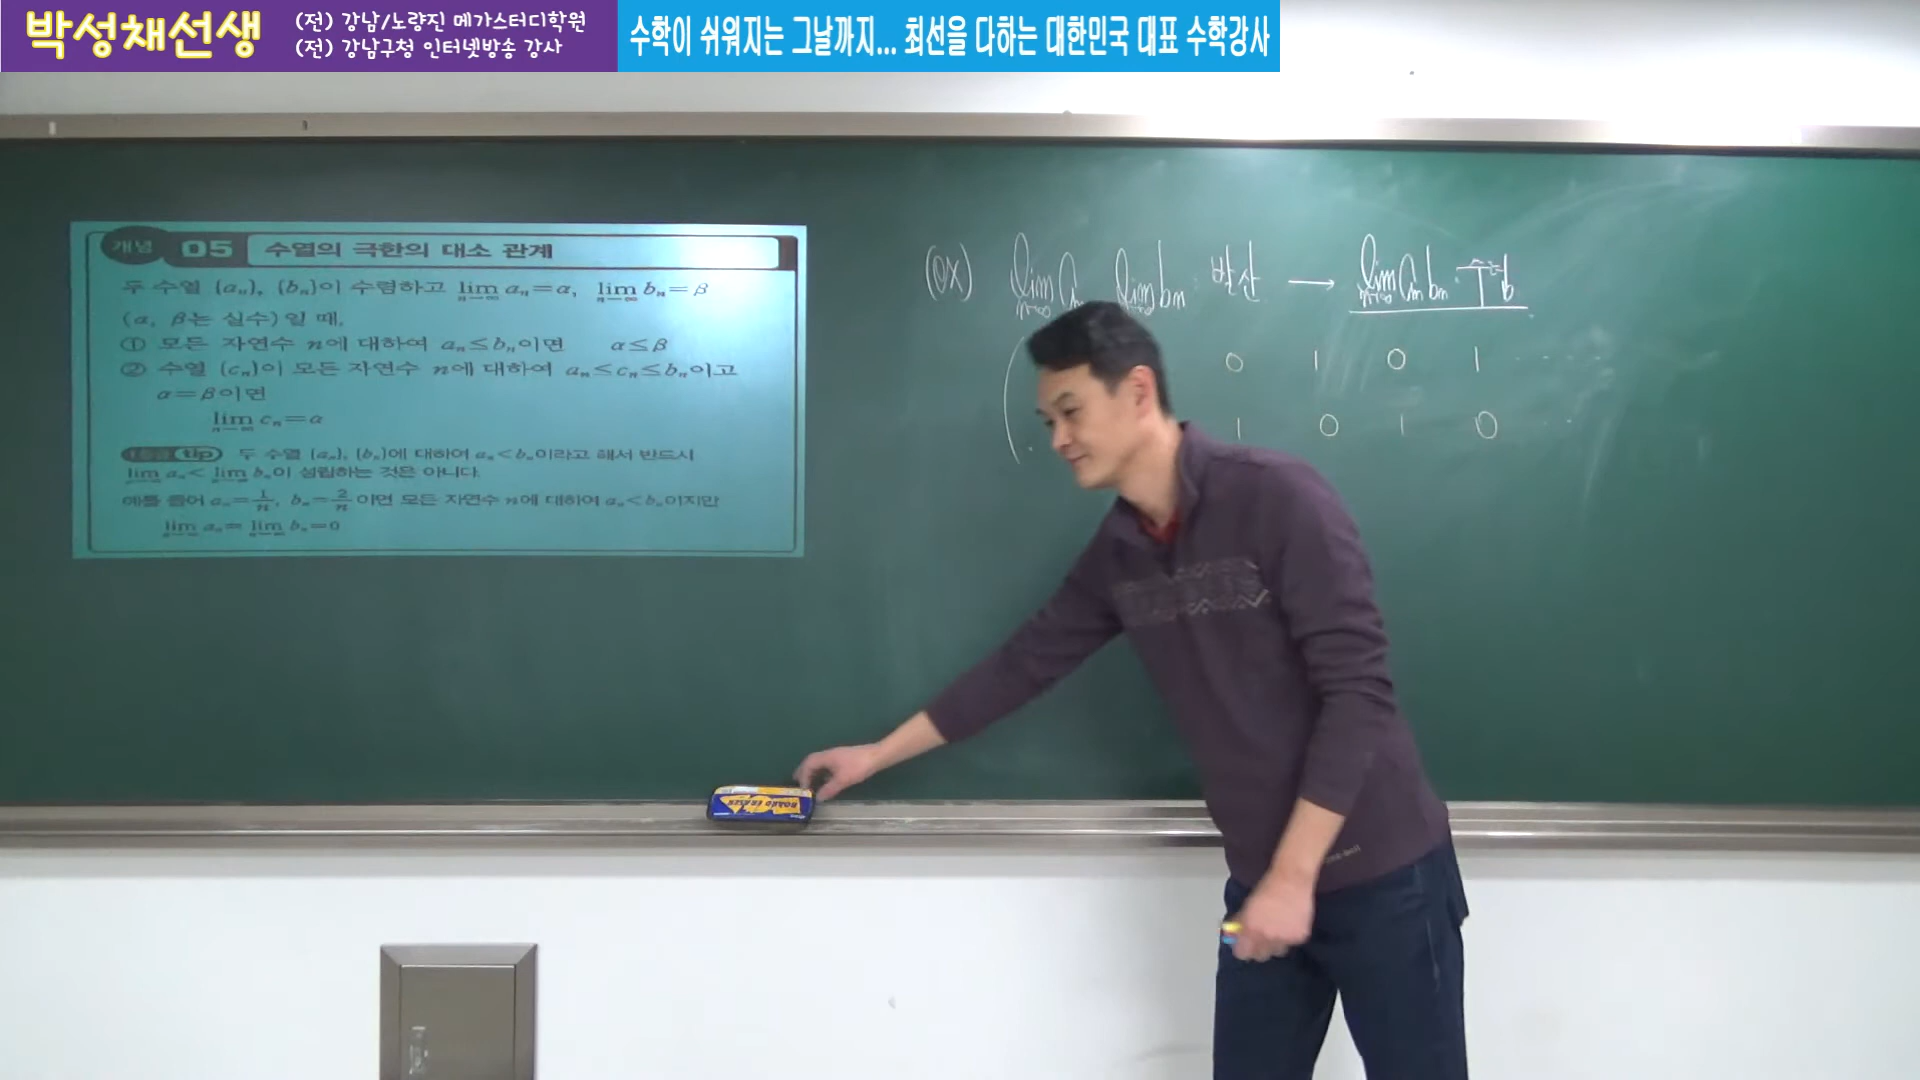 박성채선생
(전) 강남/노량진 메가스터디학원
(전) 강남구청 인터넷방송 강사
수학이 쉬워지는 그날까지... 최선을 다하는 대한민국 대표 수학강사
개념 05 수열의 극한의 대소 관계
두 수열 {aₙ}, {bₙ}이 수렴하고 lim n→∞ aₙ=α, lim n→∞ bₙ=β
(α, β는 실수)일 때,
① 모든 자연수 n에 대하여 aₙ≤bₙ이면 α≤β
② 수열 {cₙ}이 모든 자연수 n에 대하여 aₙ≤cₙ≤bₙ이고
α=β이면
lim n→∞ cₙ=α
tip 두 수열 {aₙ}, {bₙ}에 대하여 aₙ<bₙ이라고 해서 반드시
lim n→∞ aₙ< lim n→∞ bₙ이 성립하는 것은 아니다.
예를 들어 aₙ=1/n, bₙ=2/n이면 모든 자연수 n에 대하여 aₙ<bₙ이지만
lim n→∞ aₙ= lim n→∞ bₙ=0
(OX) lim n→∞ aₙ, lim n→∞ bₙ : 발산 → lim n→∞ aₙbₙ
0 1 0 1 ·····
1 0 1 0 ···
BOARD ERASER